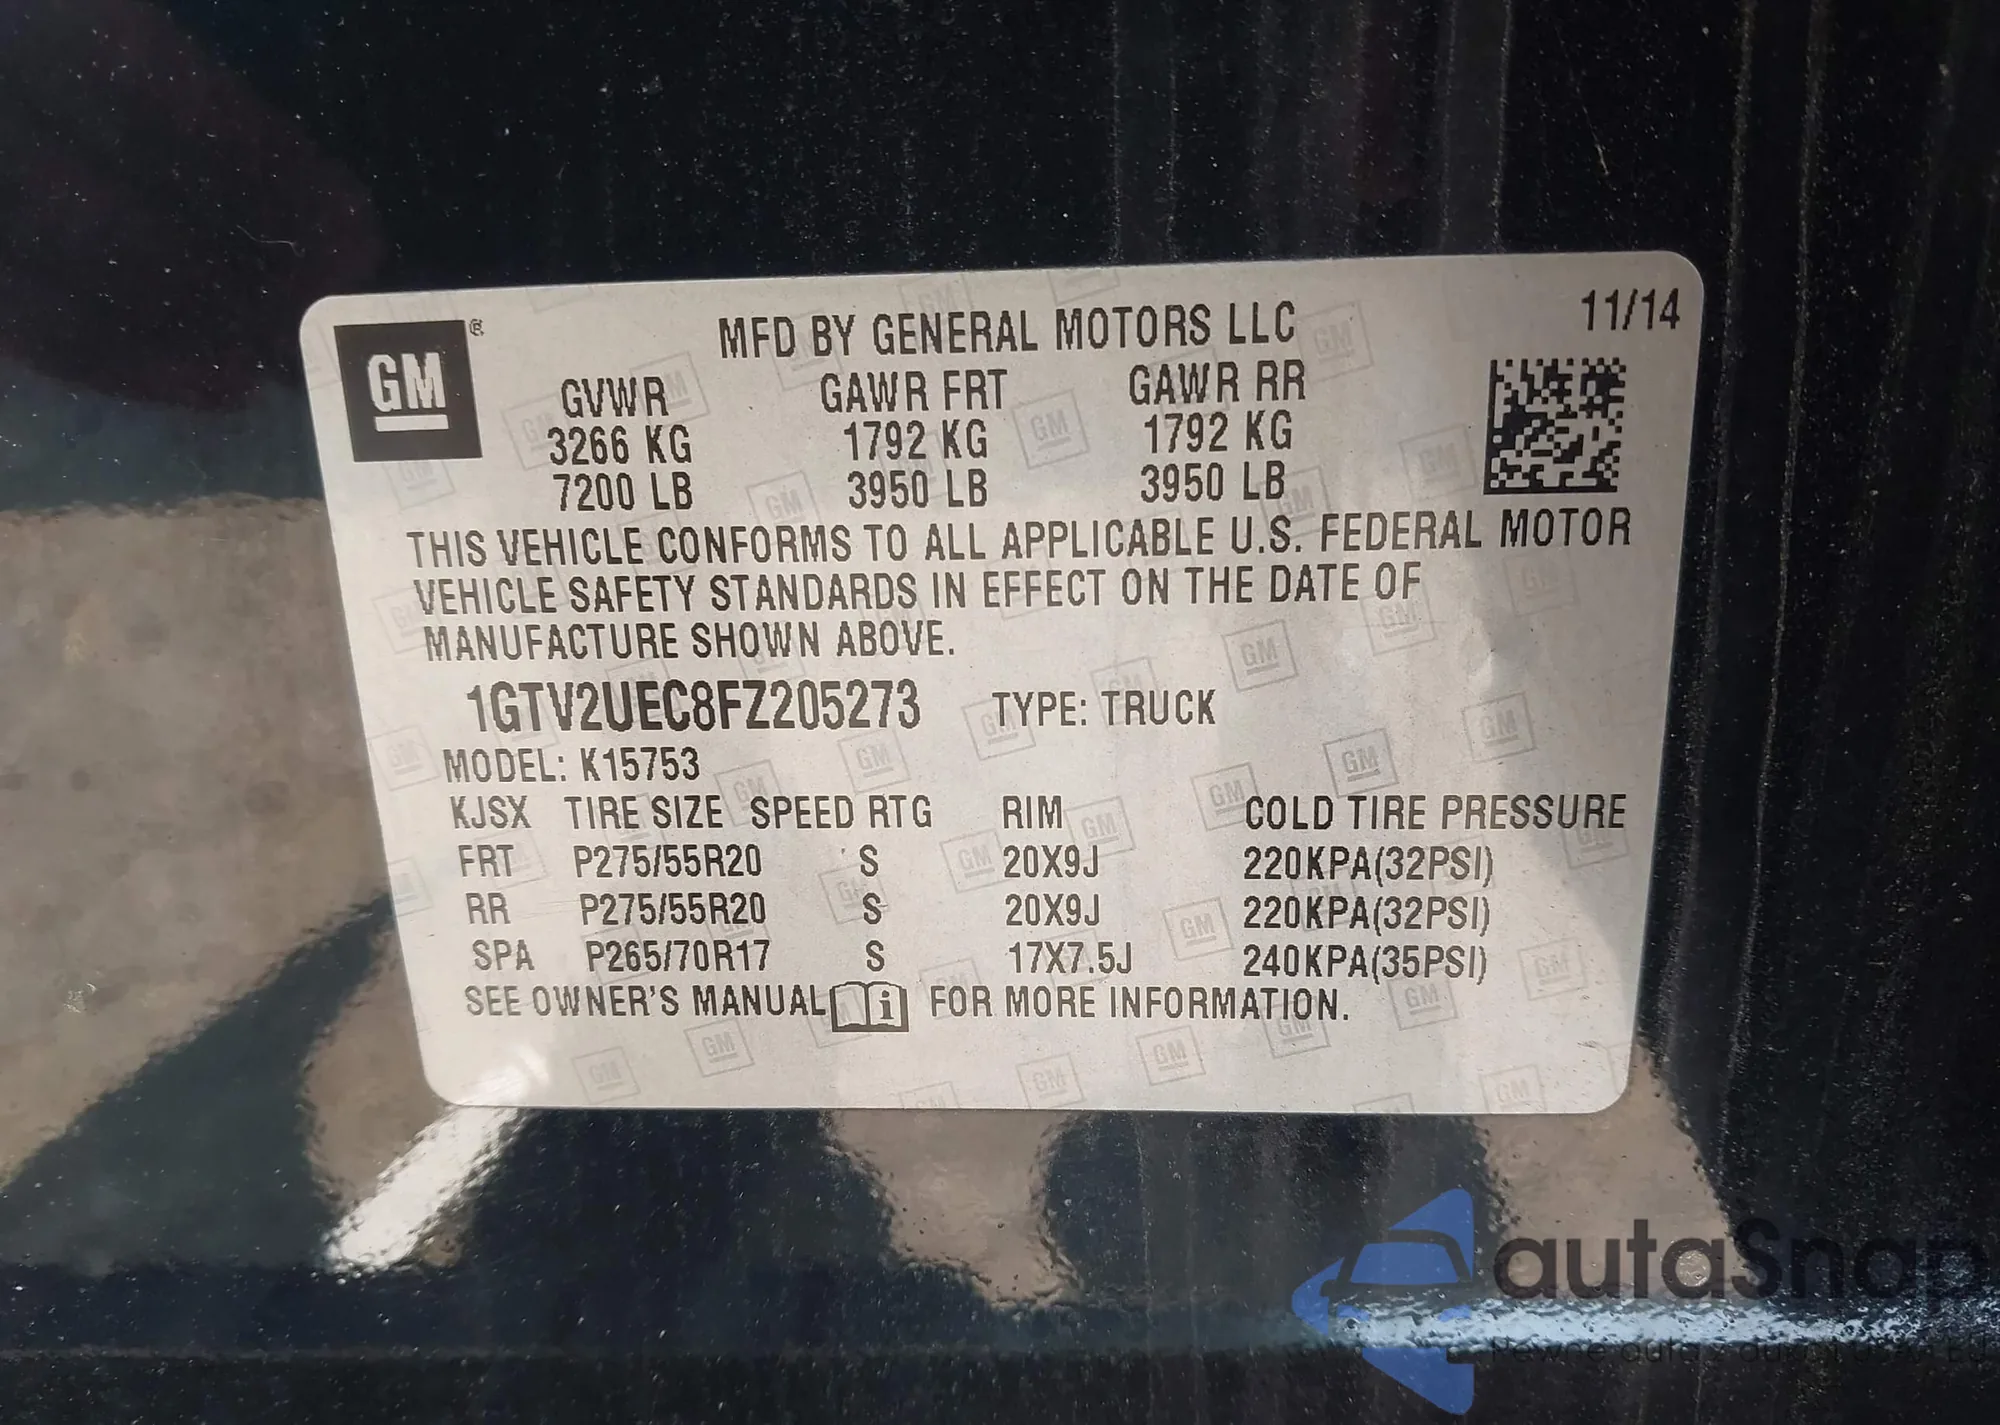 GM ®
MFD BY GENERAL MOTORS LLC
11/14
GVWR GAWR FRT GAWR RR
3266 KG 1792 KG 1792 KG
7200 LB 3950 LB 3950 LB
THIS VEHICLE CONFORMS TO ALL APPLICABLE U.S. FEDERAL MOTOR
VEHICLE SAFETY STANDARDS IN EFFECT ON THE DATE OF
MANUFACTURE SHOWN ABOVE.
1GTV2UEC8FZ205273 TYPE: TRUCK
MODEL: K15753
KJSX TIRE SIZE SPEED RTG RIM COLD TIRE PRESSURE
FRT P275/55R20 S 20X9J 220KPA(32PSI)
RR P275/55R20 S 20X9J 220KPA(32PSI)
SPA P265/70R17 S 17X7.5J 240KPA(35PSI)
SEE OWNER'S MANUAL i FOR MORE INFORMATION.
autaSnap